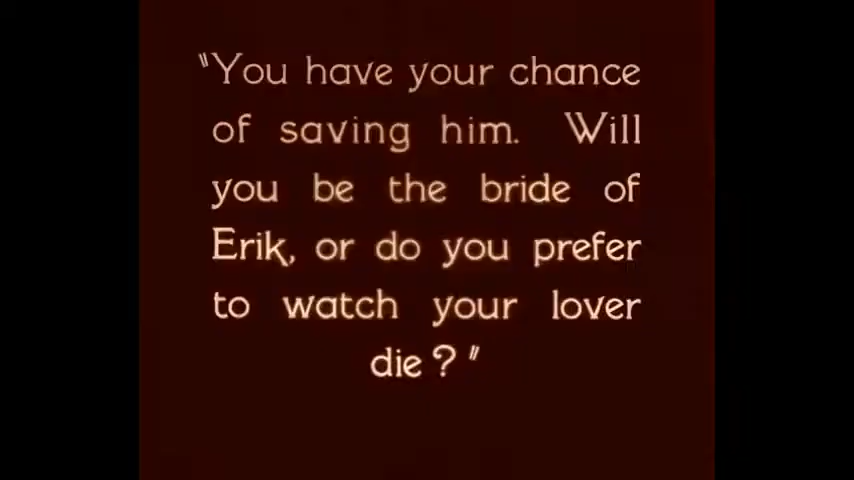 "You have your chance
of saving him. Will
you be the bride of
Erik, or do you prefer
to watch your lover
die?"